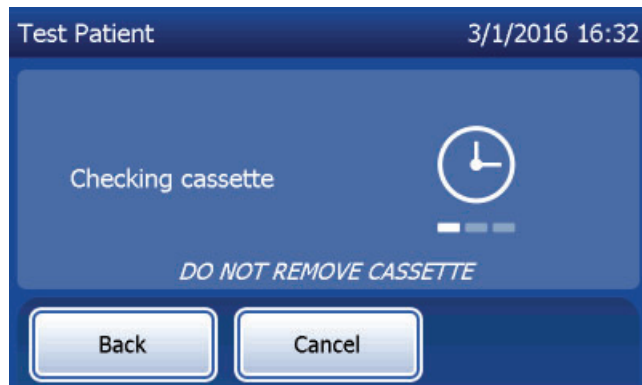 Test Patient 3/1/2016 16:32
Checking cassette
DO NOT REMOVE CASSETTE
Back Cancel